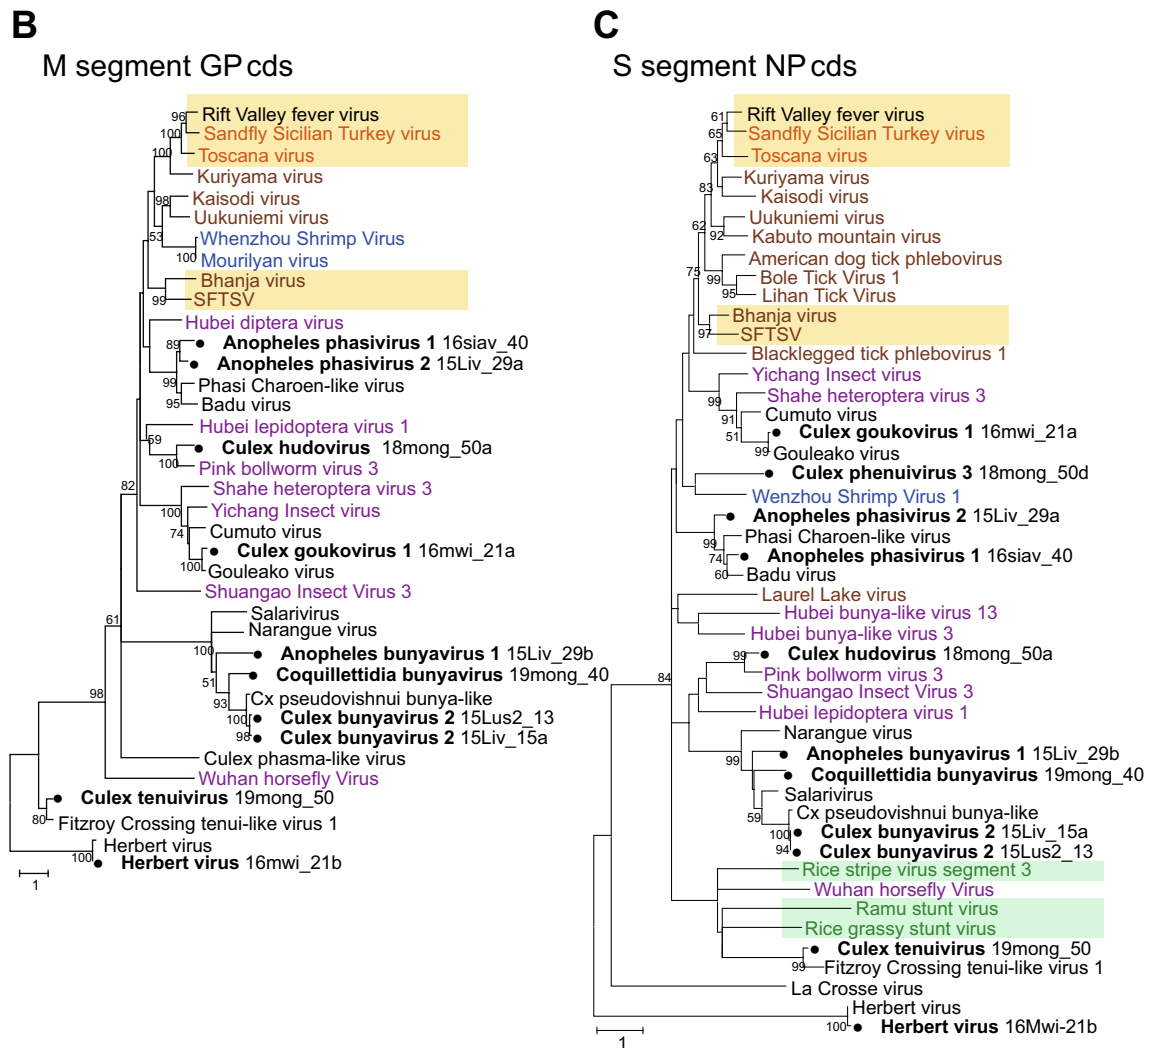 B
M segment GP cds
96
Rift Valley fever virus
100
Sandfly Sicilian Turkey virus
100
Toscana virus
Kuriyama virus
98
Kaisodi virus
Uukuniemi virus
53
Whenzhou Shrimp Virus
100
Mourilyan virus
Bhanja virus
99
SFTSV
Hubei diptera virus
89
Anopheles phasivirus 1 16siav_40
Anopheles phasivirus 2 15Liv_29a
99
Phasi Charoen-like virus
95
Badu virus
Hubei lepidoptera virus 1
59
Culex hudovirus 18mong_50a
100
Pink bollworm virus 3
82
Shahe heteroptera virus 3
100
Yichang Insect virus
74
Cumuto virus
Culex goukovirus 1 16mwi_21a
100
Gouleako virus
Shuangao Insect Virus 3
61
Salarivirus
Narangue virus
100
Anopheles bunyavirus 1 15Liv_29b
51
Coquillettidia bunyavirus 19mong_40
98
93
Cx pseudovishnui bunya-like
100
Culex bunyavirus 2 15Lus2_13
98
Culex bunyavirus 2 15Liv_15a
Culex phasma-like virus
Wuhan horsefly Virus
Culex tenuivirus 19mong_50
80
Fitzroy Crossing tenui-like virus 1
Herbert virus
100
Herbert virus 16mwi_21b
1
C
S segment NP cds
61
Rift Valley fever virus
65
Sandfly Sicilian Turkey virus
63
Toscana virus
Kuriyama virus
83
Kaisodi virus
Uukuniemi virus
62
92
Kabuto mountain virus
American dog tick phlebovirus
75
99
Bole Tick Virus 1
95
Lihan Tick Virus
Bhanja virus
97
SFTSV
Blacklegged tick phlebovirus 1
Yichang Insect virus
99
Shahe heteroptera virus 3
91
Cumuto virus
51
Culex goukovirus 1 16mwi_21a
99
Gouleako virus
Culex phenuivirus 3 18mong_50d
Wenzhou Shrimp Virus 1
Anopheles phasivirus 2 15Liv_29a
99
Phasi Charoen-like virus
74
Anopheles phasivirus 1 16siav_40
60
Badu virus
Laurel Lake virus
Hubei bunya-like virus 13
Hubei bunya-like virus 3
99
Culex hudovirus 18mong_50a
84
Pink bollworm virus 3
Shuangao Insect Virus 3
Hubei lepidoptera virus 1
Narangue virus
99
Anopheles bunyavirus 1 15Liv_29b
Coquillettidia bunyavirus 19mong_40
Salarivirus
59
Cx pseudovishnui bunya-like
100
Culex bunyavirus 2 15Liv_15a
94
Culex bunyavirus 2 15Lus2_13
Rice stripe virus segment 3
Wuhan horsefly Virus
Ramu stunt virus
Rice grassy stunt virus
Culex tenuivirus 19mong_50
99
Fitzroy Crossing tenui-like virus 1
La Crosse virus
Herbert virus
100
Herbert virus 16Mwi-21b
1